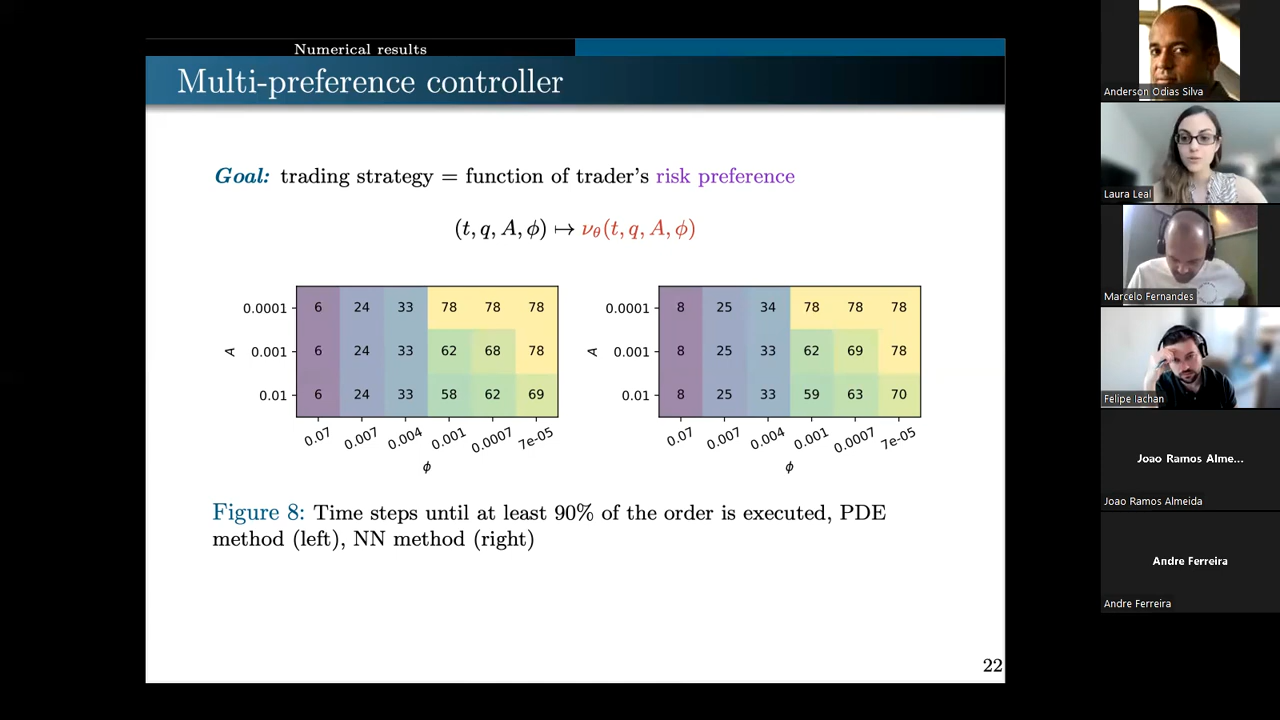 Numerical results
Multi-preference controller
Goal: trading strategy = function of trader's risk preference
(t, q, A, ϕ) ↦ νθ(t, q, A, ϕ)
0.0001 6 24 33 78 78 78
A 0.001 6 24 33 62 68 78
0.01 6 24 33 58 62 69
0.07 0.007 0.004 0.001 0.0007 7e-05
ϕ
0.0001 8 25 34 78 78 78
A 0.001 8 25 33 62 69 78
0.01 8 25 33 59 63 70
0.07 0.007 0.004 0.001 0.0007 7e-05
ϕ
Figure 8: Time steps until at least 90% of the order is executed, PDE
method (left), NN method (right)
22
Anderson Odias Silva
Laura Leal
Marcelo Fernandes
Felipe Iachan
Joao Ramos Alme...
Joao Ramos Almeida
Andre Ferreira
Andre Ferreira